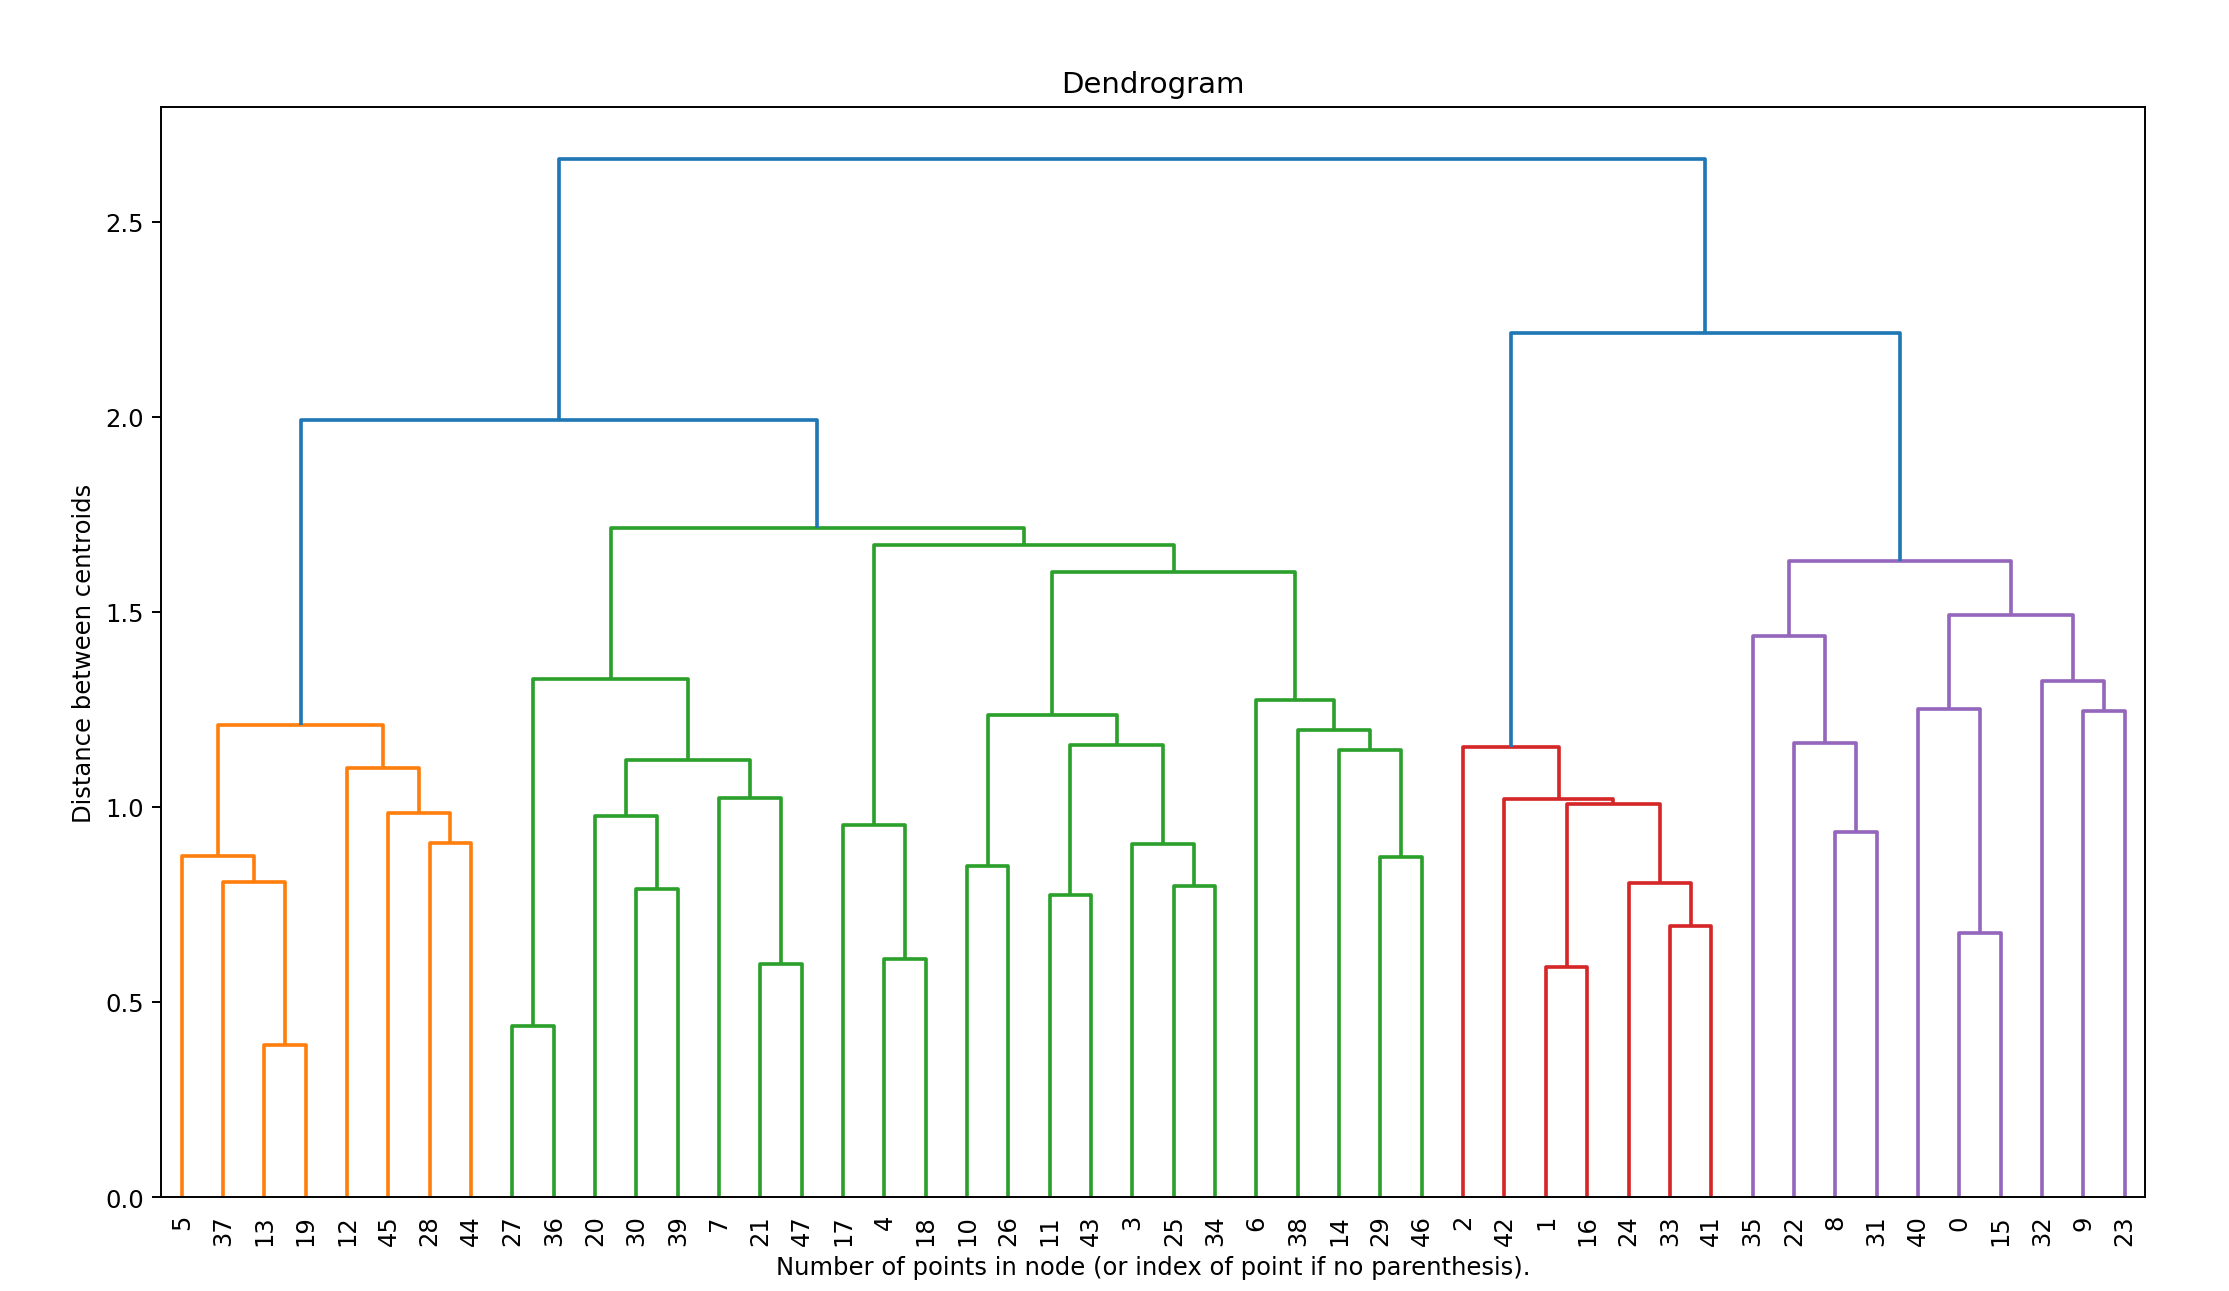 Dendrogram
Distance between centroids
2.5
2.0
1.5
1.0
0.5
0.0
5 37 13 19 12 45 28 44 27 36 20 30 39 7 21 47 17 4 18 10 26 11 43 3 25 34 6 38 14 29 46 2 42 1 16 24 33 41 35 22 8 31 40 0 15 32 9 23
Number of points in node (or index of point if no parenthesis).